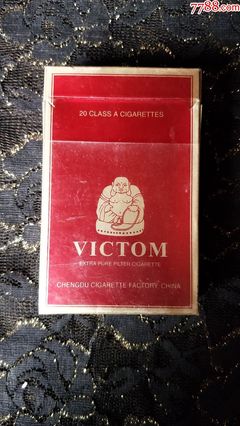 7788.com
20 CLASS A CIGARETTES
VICTOM
EXTRA PURE FILTER CIGARETTE
CHENGDU CIGARETTE FACTORY CHINA